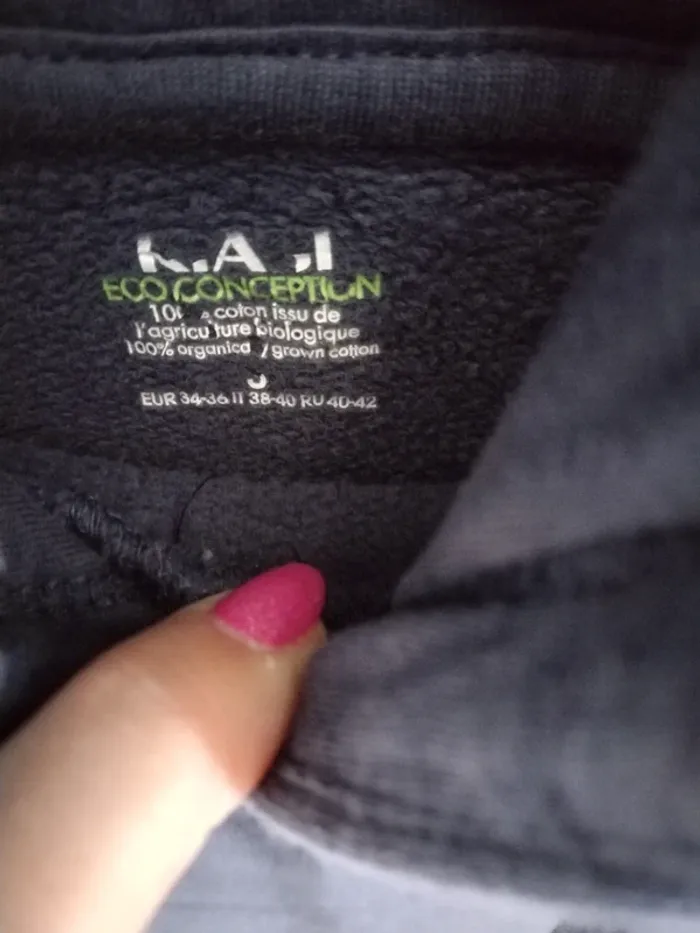 ECO CONCEPTION
coton issu de
l'agriculture biologique
100% organically grown cotton
EUR 34-36 IT 38-40 RU 40-42